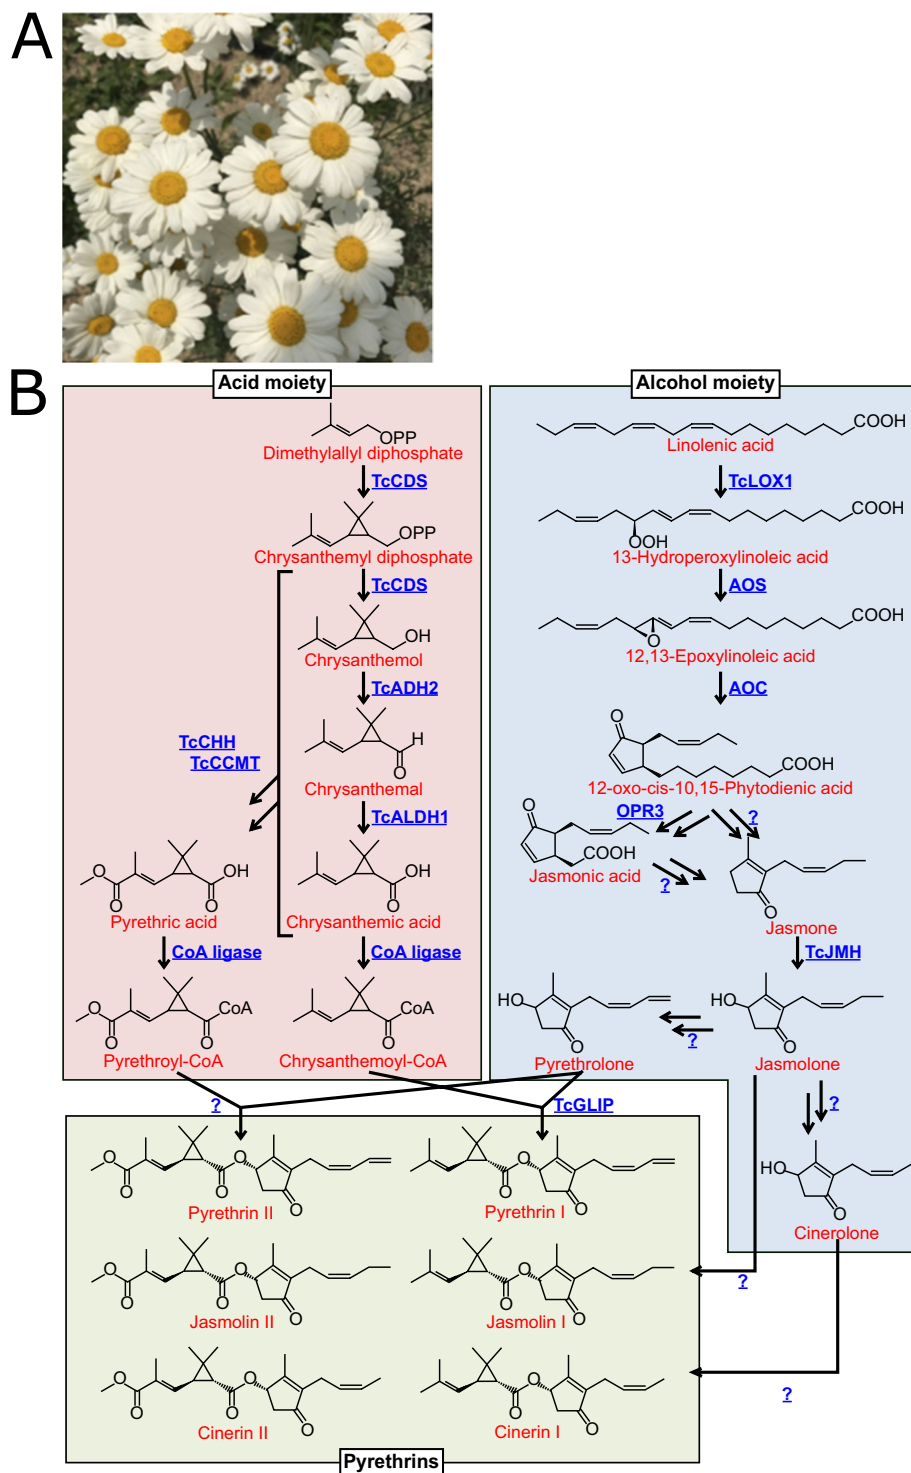 A
B
Acid moiety
OPP
Dimethylallyl diphosphate
TcCDS
OPP
Chrysanthemyl diphosphate
TcCDS
OH
Chrysanthemol
TcADH2
H
O
Chrysanthemal
TcCHH
TcCCMT
TcALDH1
O
O
OH
O
Pyrethric acid
OH
O
Chrysanthemic acid
CoA ligase
CoA ligase
O
O
CoA
O
Pyrethroyl-CoA
CoA
O
Chrysanthemoyl-CoA
Alcohol moiety
COOH
Linolenic acid
TcLOX1
COOH
OOH
13-Hydroperoxylinoleic acid
AOS
COOH
O
12,13-Epoxylinoleic acid
AOC
O
COOH
12-oxo-cis-10,15-Phytodienic acid
OPR3
?
O
COOH
Jasmonic acid
?
O
Jasmone
TcJMH
HO
O
Pyrethrolone
?
HO
O
Jasmolone
?
TcGLIP
?
HO
O
Cinerolone
O
O
O
O
O
Pyrethrin II
O
O
O
Pyrethrin I
O
O
O
O
O
Jasmolin II
O
O
O
Jasmolin I
?
O
O
O
O
O
Cinerin II
O
O
O
Cinerin I
?
Pyrethrins